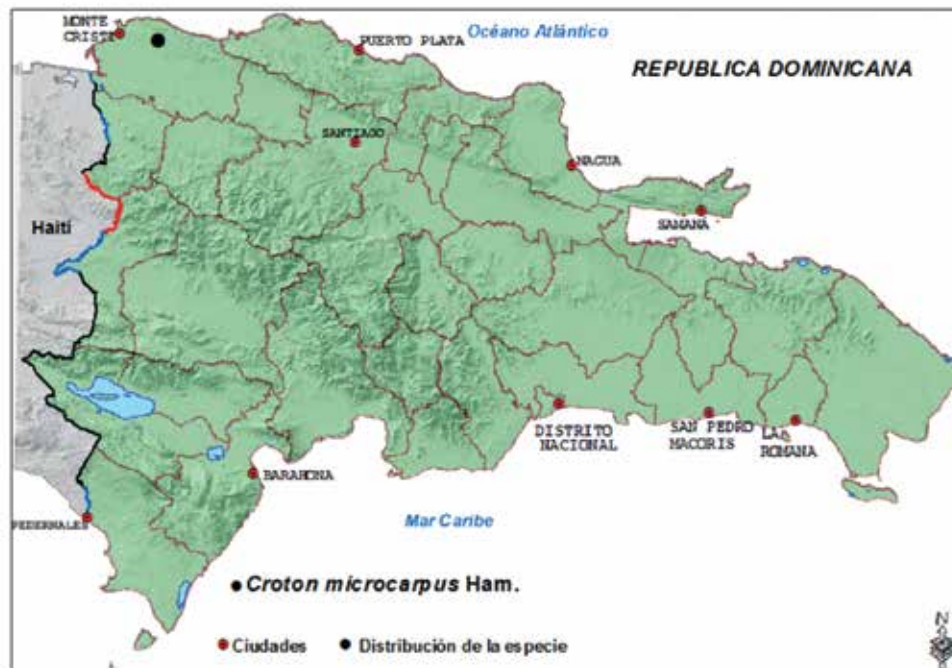 MONTE
CRISTI
PUERTO PLATA
Océano Atlántico
REPUBLICA DOMINICANA
SANTIAGO
NAGUA
SAMANA
Haití
DISTRITO
NACIONAL
SAN PEDRO
MACORIS
LA
ROMANA
BARAHONA
PEDERNALES
Mar Caribe
Croton microcarpus Ham.
Ciudades
Distribución de la especie
N